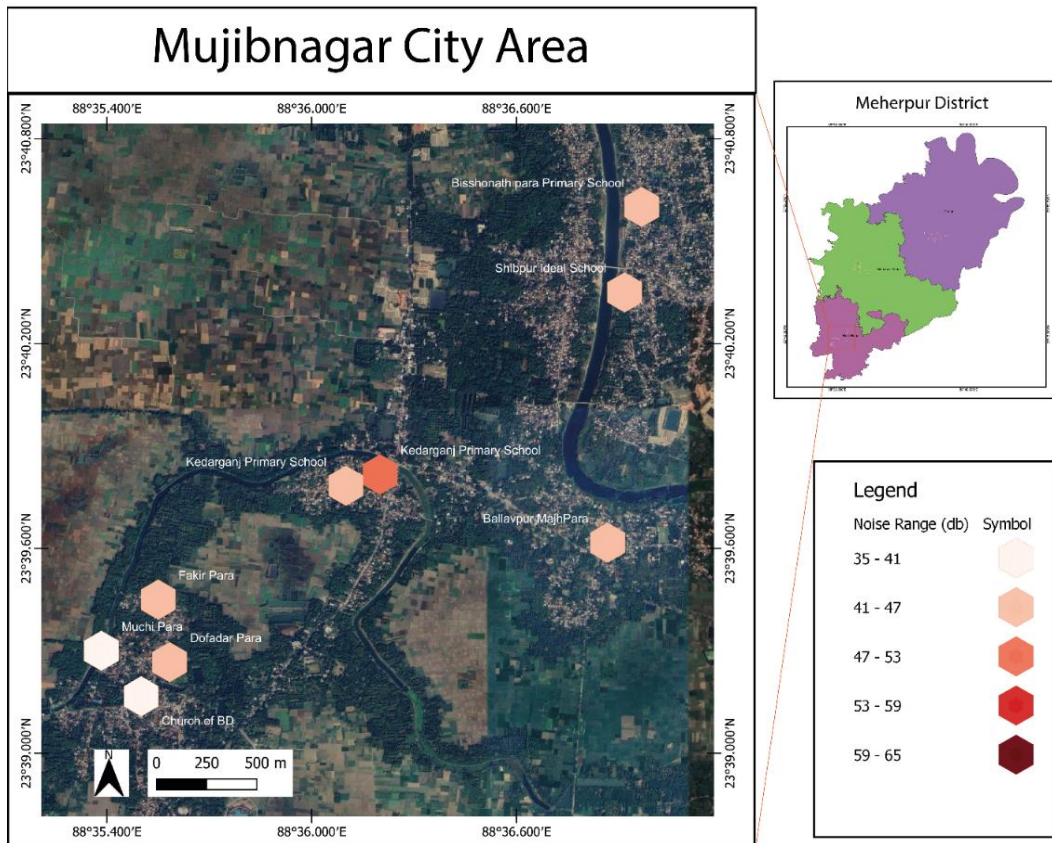 Mujibnagar City Area
88°35.400'E 88°36.000'E 88°36.600'E
23°40.800'N
23°40.200'N
23°39.600'N
23°39.000'N
23°40.800'N
23°40.200'N
23°39.600'N
23°39.000'N
Bisshonath para Primary School
Shibpur Ideal School
Kedarganj Primary School
Kedarganj Primary School
Ballavpur MajhPara
Fakir Para
Muchi Para
Dofadar Para
Church of BD
N
0 250 500 m
88°35.400'E 88°36.000'E 88°36.600'E
Meherpur District
Legend
Noise Range (db) Symbol
35 - 41
41 - 47
47 - 53
53 - 59
59 - 65